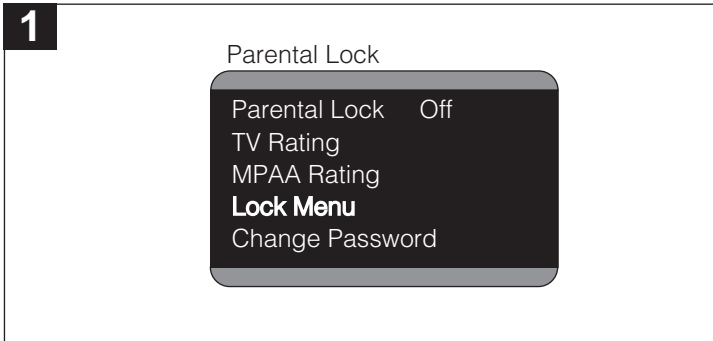 1
Parental Lock
Parental Lock Off
TV Rating
MPAA Rating
Lock Menu
Change Password